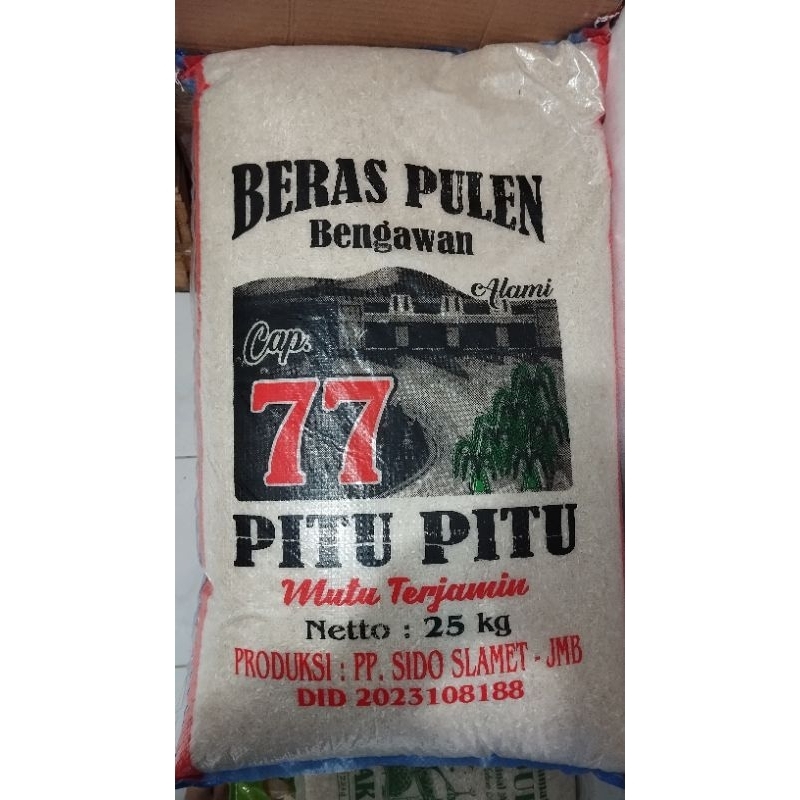 BERAS PULEN
Bengawan
Alami
Cap.
77
PITU PITU
Mutu Terjamin
Netto : 25 kg
PRODUKSI : PP. SIDO SLAMET - JMB
DID 2023108188